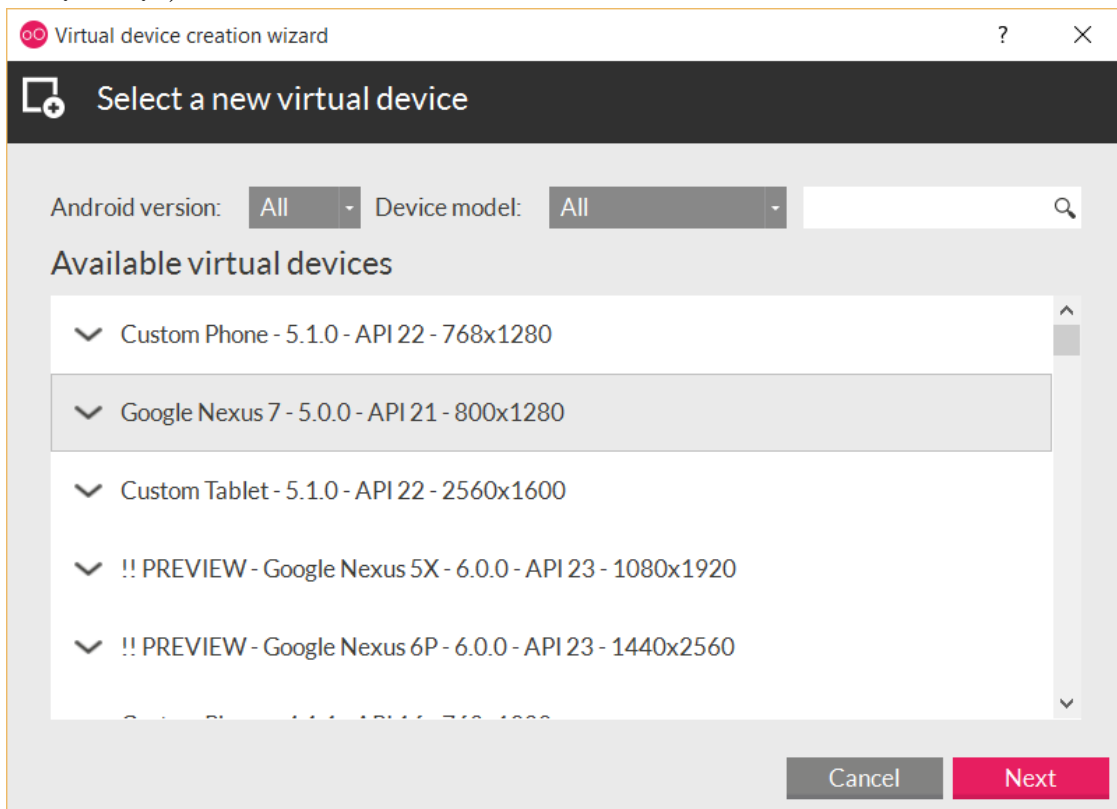 Virtual device creation wizard
?
Select a new virtual device
Android version: All Device model: All
Available virtual devices
Custom Phone - 5.1.0 - API 22 - 768x1280
Google Nexus 7 - 5.0.0 - API 21 - 800x1280
Custom Tablet - 5.1.0 - API 22 - 2560x1600
!! PREVIEW - Google Nexus 5X - 6.0.0 - API 23 - 1080x1920
!! PREVIEW - Google Nexus 6P - 6.0.0 - API 23 - 1440x2560
Cancel Next